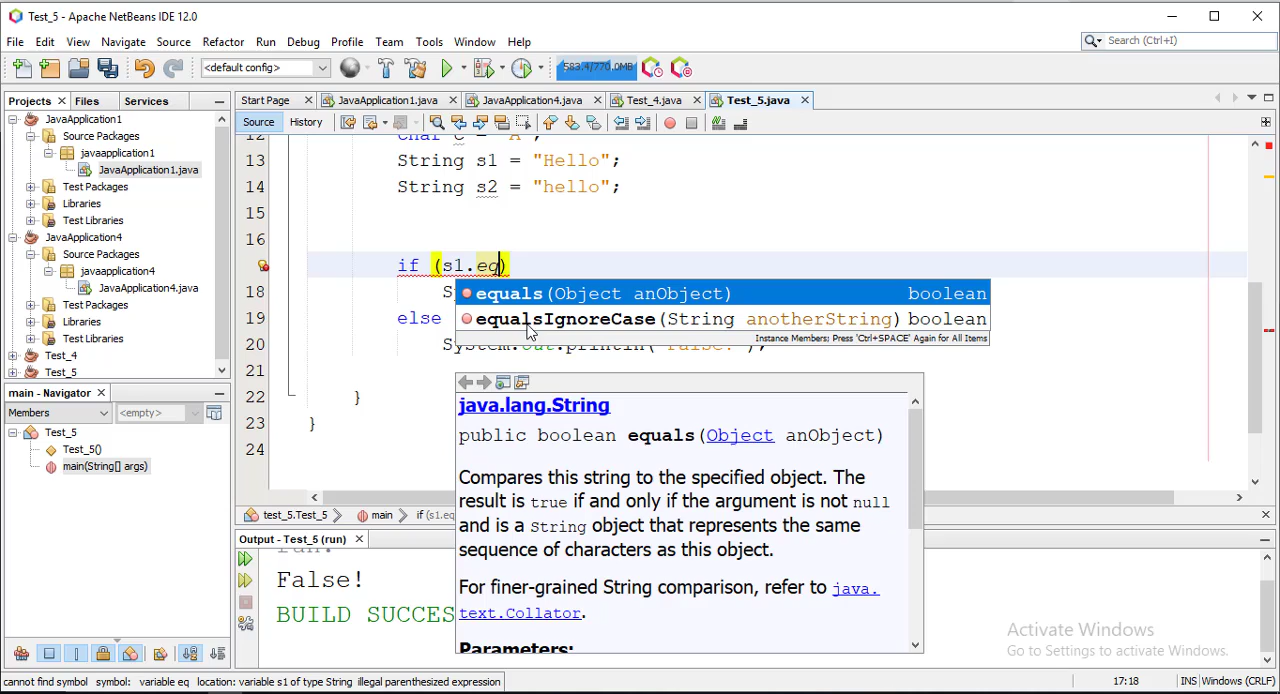 Test_5 - Apache NetBeans IDE 12.0
File Edit View Navigate Source Refactor Run Debug Profile Team Tools Window Help
Search (Ctrl+I)
<default config>
583.4/770.0MB
Projects Files Services
Start Page JavaApplication1.java JavaApplication4.java Test_4.java Test_5.java
Source History
JavaApplication1
Source Packages
javaapplication1
JavaApplication1.java
Test Packages
Libraries
Test Libraries
JavaApplication4
Source Packages
javaapplication4
JavaApplication4.java
Test Packages
Libraries
Test Libraries
Test_4
Test_5
12 char c = 'A';
13 String s1 = "Hello";
14 String s2 = "hello";
15
16
if (s1.eq)
18 S
19 else
20 System.out.println("False!");
21
22 }
23 }
24
equals(Object anObject) boolean
equalsIgnoreCase(String anotherString) boolean
Instance Members; Press 'Ctrl+SPACE' Again for All Items
java.lang.String
public boolean equals(Object anObject)
Compares this string to the specified object. The
result is true if and only if the argument is not null
and is a String object that represents the same
sequence of characters as this object.
For finer-grained String comparison, refer to java.
text.Collator.
Parameters:
main - Navigator
Members <empty>
Test_5
Test_5()
main(String[] args)
test_5.Test_5 main if (s1.eq
Output - Test_5 (run)
run:
False!
BUILD SUCCES
Activate Windows
Go to Settings to activate Windows.
cannot find symbol symbol: variable eq location: variable s1 of type String illegal parenthesized expression
17:18 INS Windows (CRLF)